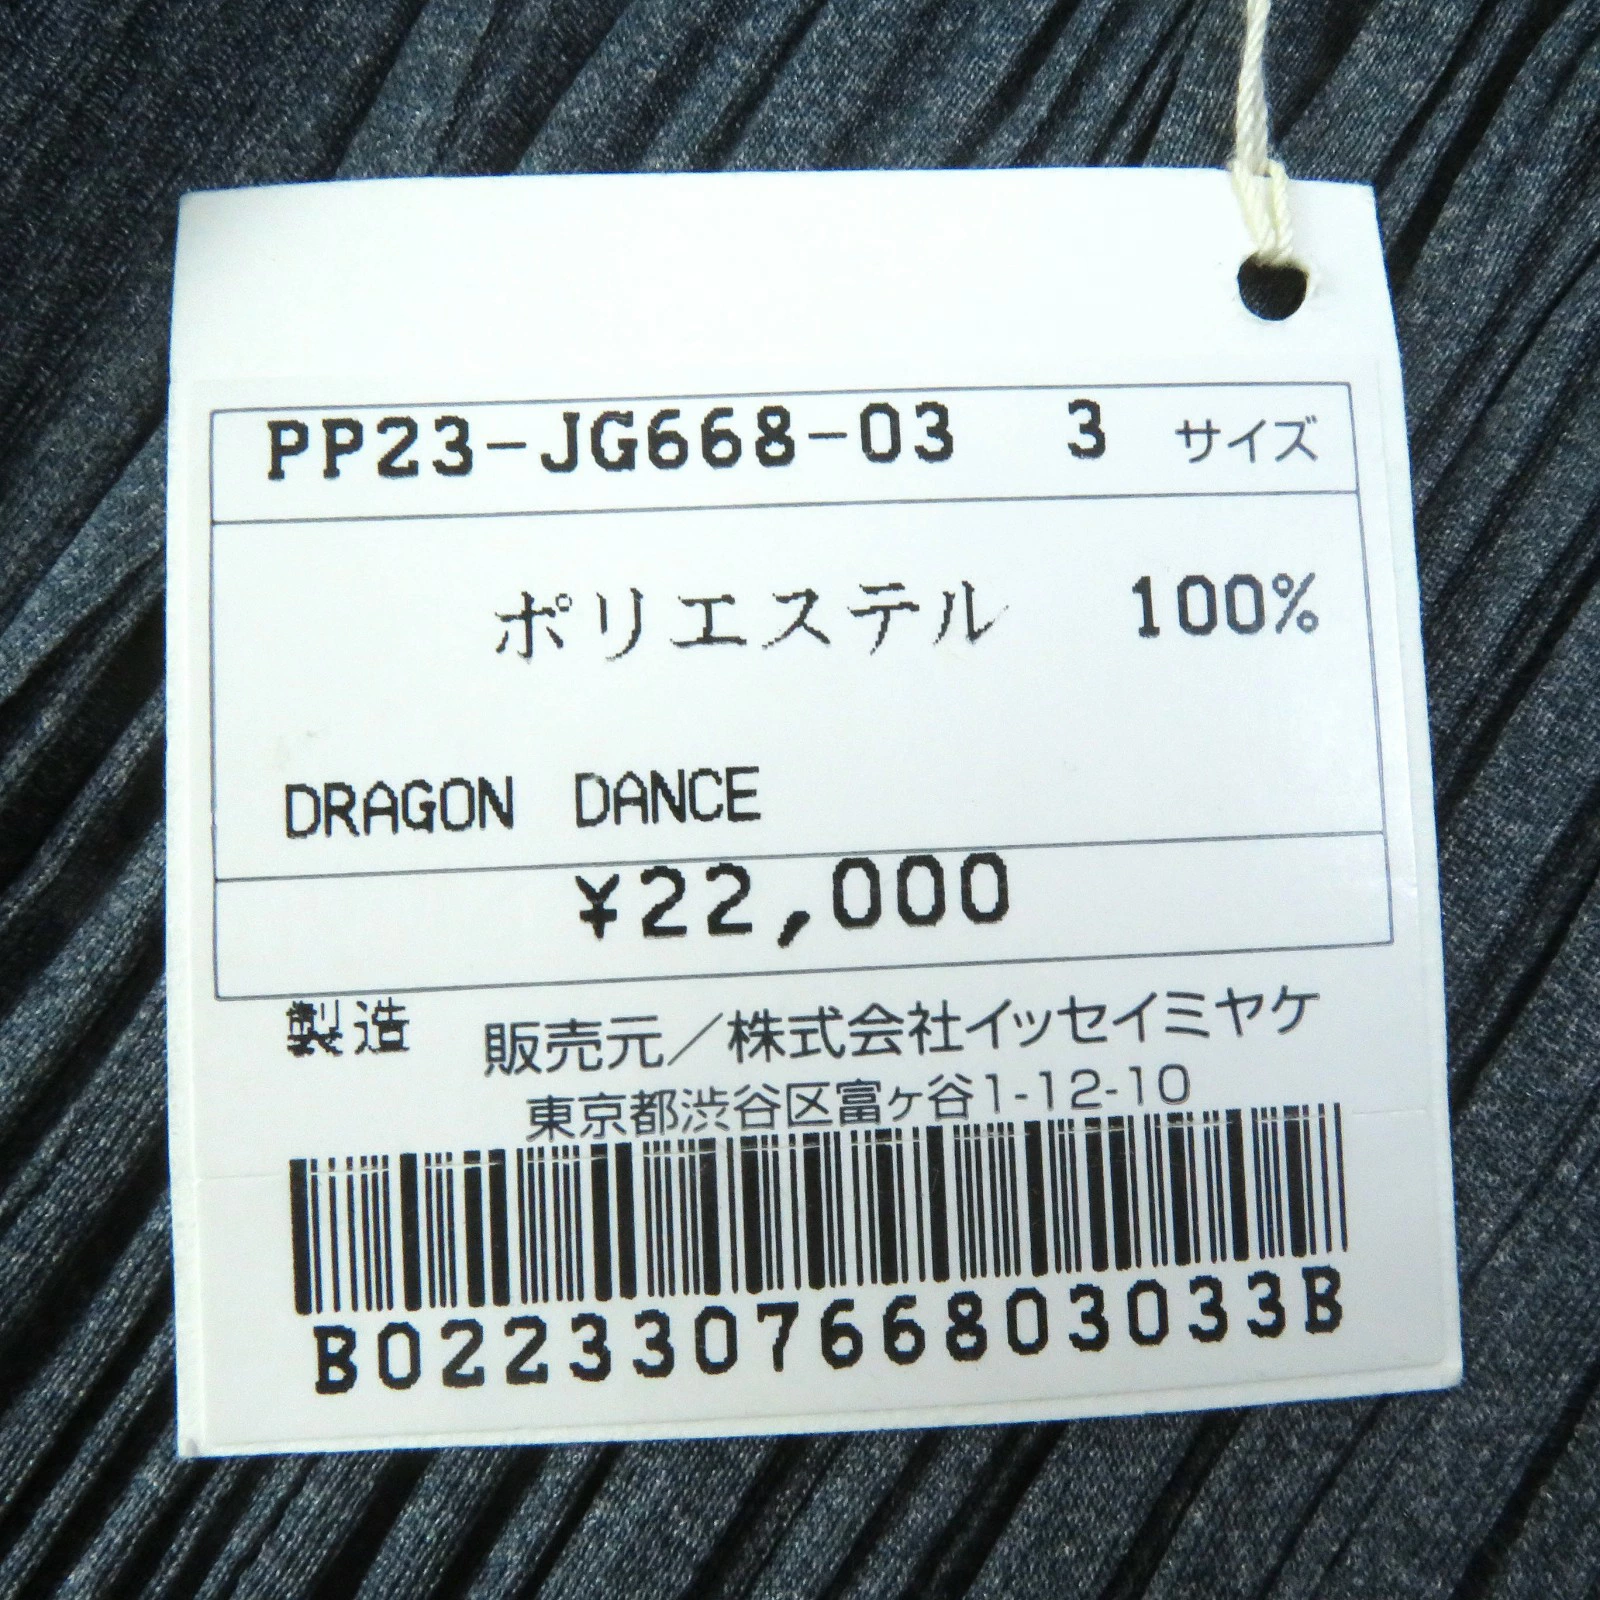 PP23-JG668-03 3 サイズ
ポリエステル 100%
DRAGON DANCE
¥22,000
製造 販売元／株式会社イッセイミヤケ
東京都渋谷区富ヶ谷1-12-10
B022330766803033B